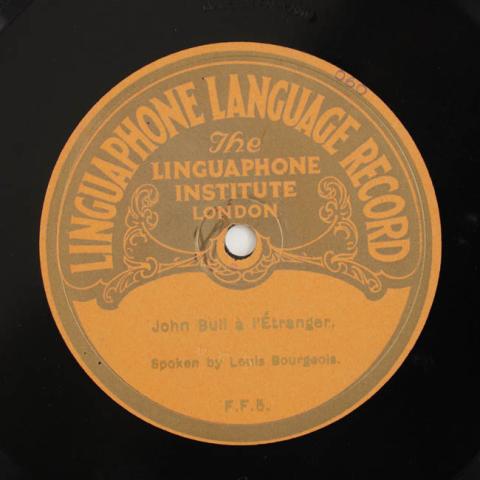 LINGUAPHONE LANGUAGE RECORD
The
LINGUAPHONE
INSTITUTE
LONDON
John Bull à l'Étranger.
Spoken by Louis Bourgeois.
F.F.5.